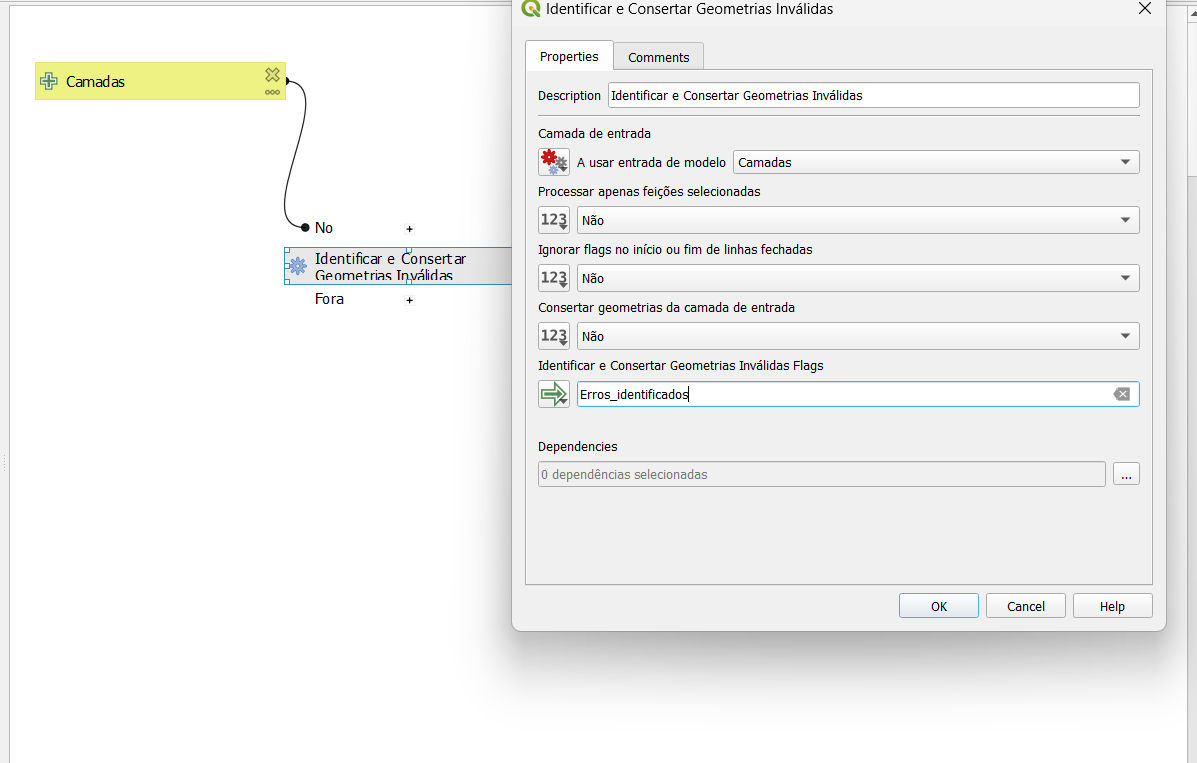 Identificar e Consertar Geometrias Inválidas
Properties
Comments
Description
Identificar e Consertar Geometrias Inválidas
Camada de entrada
A usar entrada de modelo
Camadas
Processar apenas feições selecionadas
123
Não
Ignorar flags no início ou fim de linhas fechadas
123
Não
Consertar geometrias da camada de entrada
123
Não
Identificar e Consertar Geometrias Inválidas Flags
Erros_identificados
Dependencies
0 dependências selecionadas
...
OK
Cancel
Help
Camadas
No
+
Identificar e Consertar
Geometrias Inválidas
Fora
+